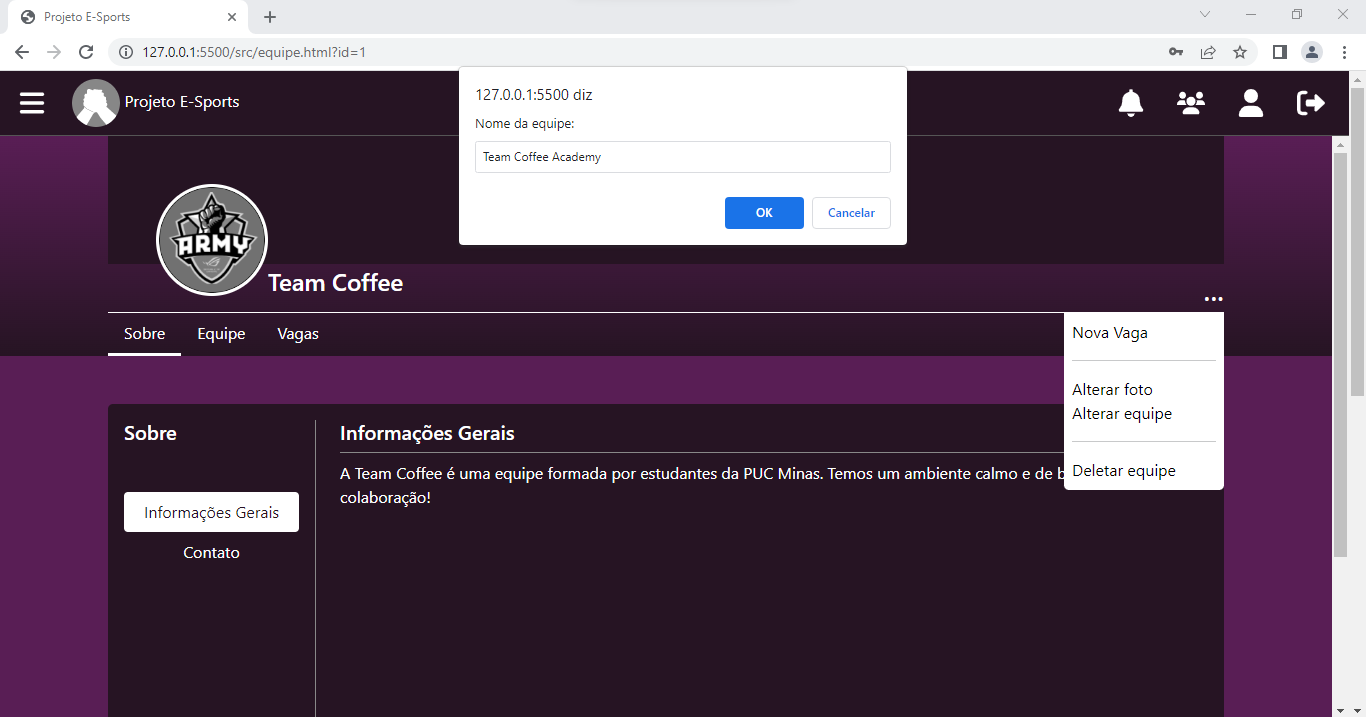 Projeto E-Sports
127.0.0.1:5500/src/equipe.html?id=1
Projeto E-Sports
127.0.0.1:5500 diz
Nome da equipe:
Team Coffee Academy
OK
Cancelar
ARMY
Team Coffee
Sobre
Equipe
Vagas
Nova Vaga
Alterar foto
Alterar equipe
Deletar equipe
Sobre
Informações Gerais
Contato
Informações Gerais
A Team Coffee é uma equipe formada por estudantes da PUC Minas. Temos um ambiente calmo e de
colaboração!